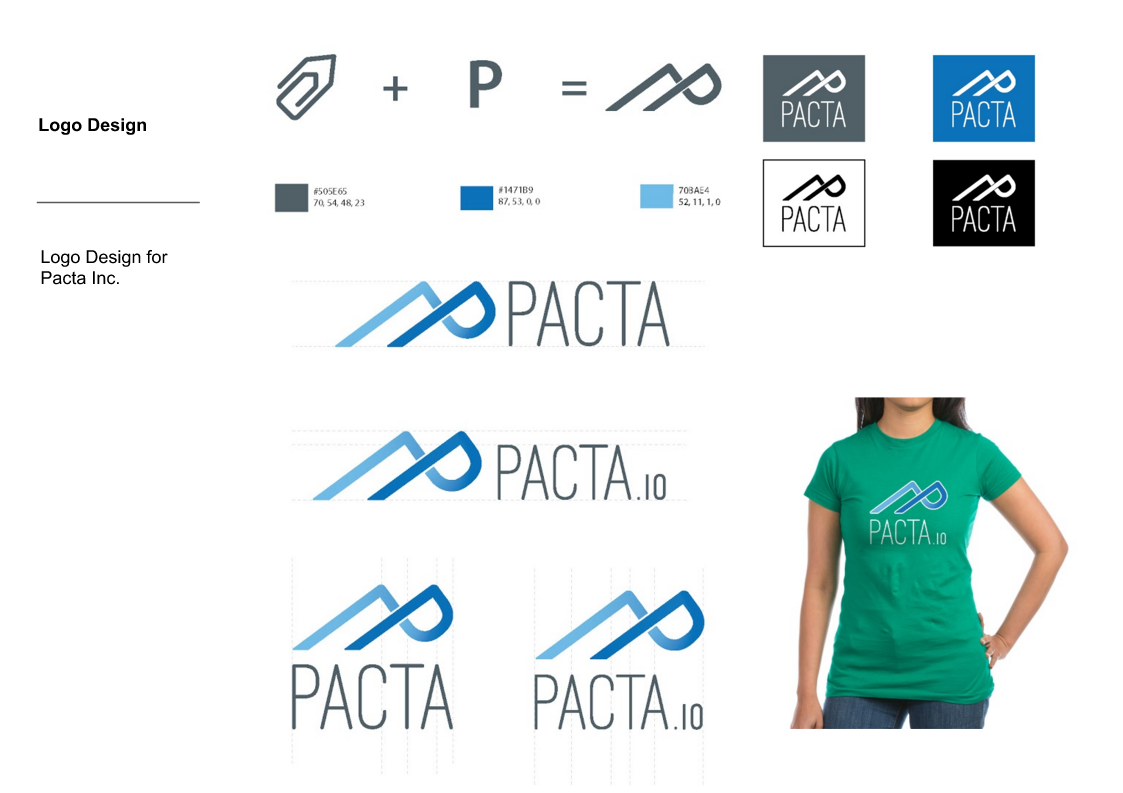 Logo Design
Logo Design for
Pacta Inc.
+ P =
#505E65
70, 54, 48, 23
#1471B9
87, 53, 0, 0
70BAE4
52, 11, 1, 0
PACTA
PACTA
PACTA
PACTA
PACTA
PACTA.IO
PACTA
PACTA.IO
PACTA.IO